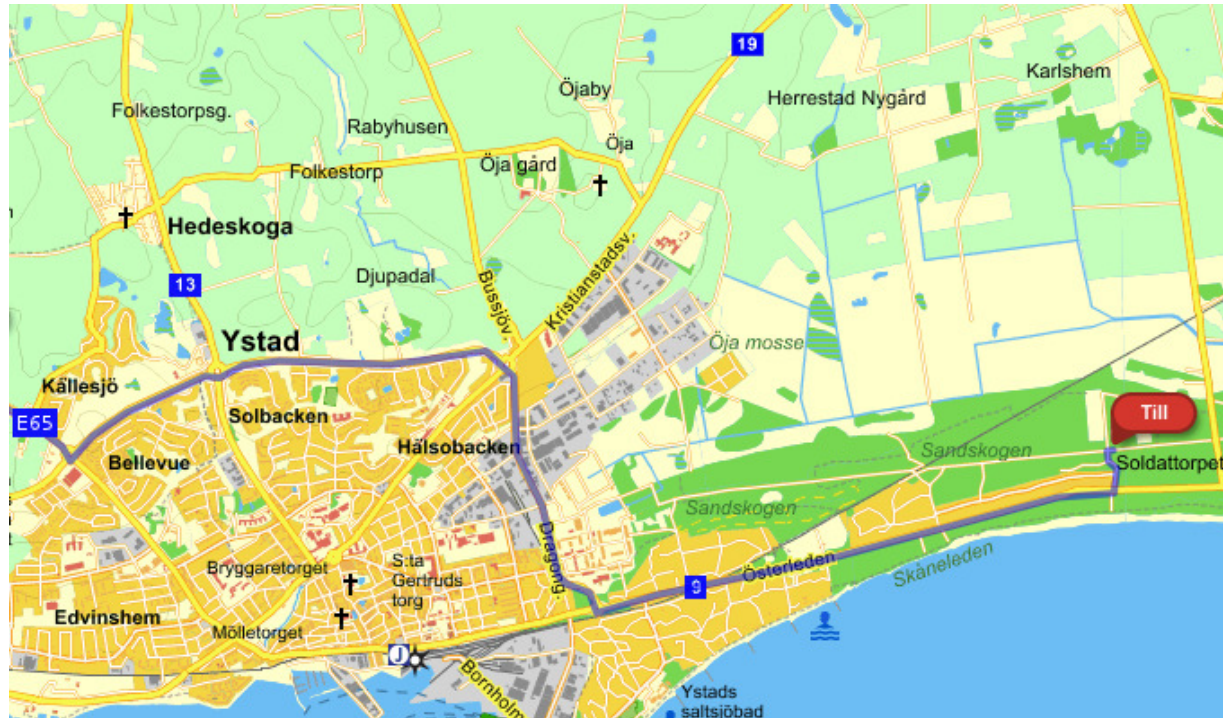 19
Karlshem
Öjaby
Herrestad Nygård
Folkestorpsg.
Rabyhusen
Öja
Öja gård
Folkestorp
Hedeskoga
Kristianstadsv.
Djupadal
13
Bussjöv.
Ystad
Öja mosse
Källesjö
Till
Solbacken
E65
Hälsobacken
Sandskogen
Bellevue
Soldattorpet
Sandskogen
Dragong.
Österleden
S:ta
Gertruds
torg
Bryggaretorget
Skåneleden
9
Edvinshem
Mölletorget
J
Bornholm
Ystads
saltsjöbad